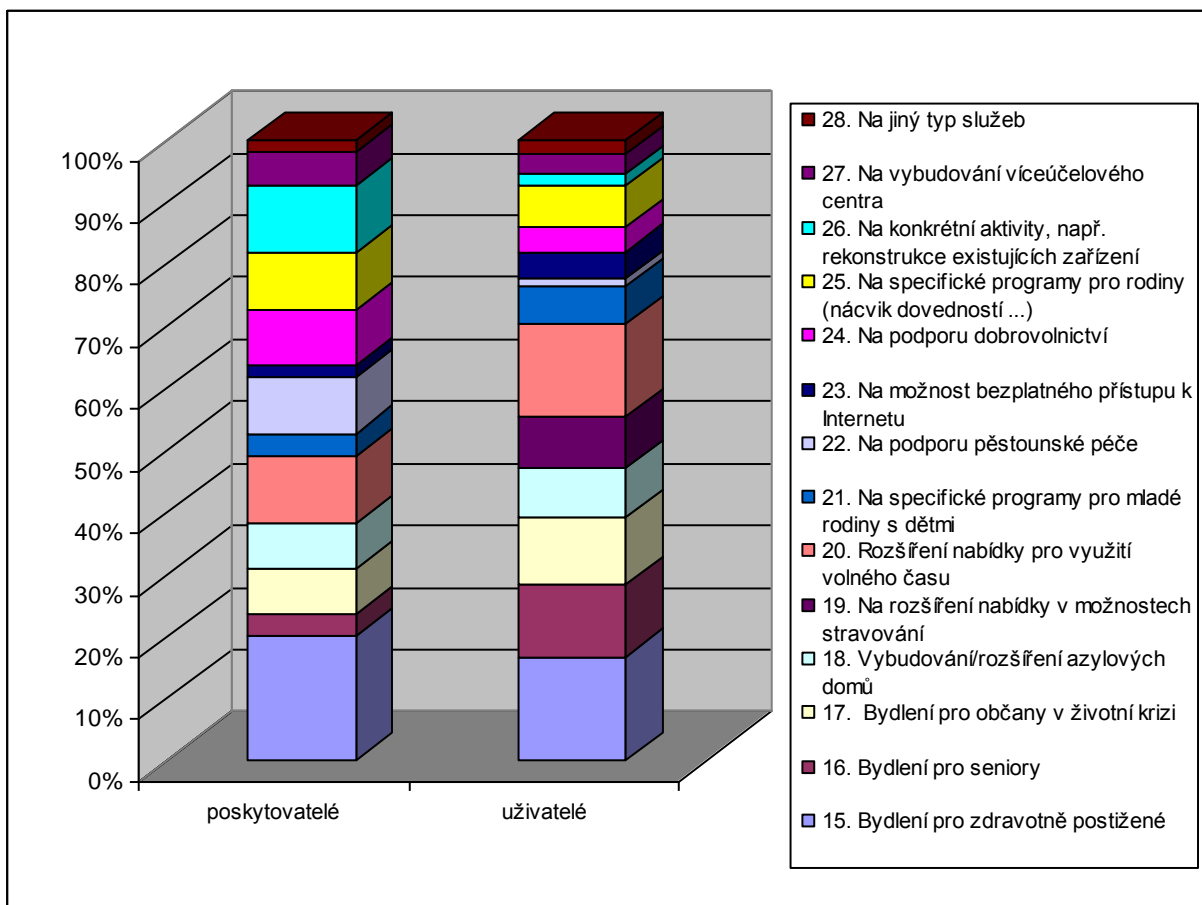 100%
90%
80%
70%
60%
50%
40%
30%
20%
10%
0%
poskytovatelé
uživatelé
28. Na jiný typ služeb
27. Na vybudování víceúčelového
centra
26. Na konkrétní aktivity, např.
rekonstrukce existujících zařízení
25. Na specifické programy pro rodiny
(nácvik dovedností ...)
24. Na podporu dobrovolnictví
23. Na možnost bezplatného přístupu k
Internetu
22. Na podporu pěstounské péče
21. Na specifické programy pro mladé
rodiny s dětmi
20. Rozšíření nabídky pro využití
volného času
19. Na rozšíření nabídky v možnostech
stravování
18. Vybudování/rozšíření azylových
domů
17. Bydlení pro občany v životní krizi
16. Bydlení pro seniory
15. Bydlení pro zdravotně postižené